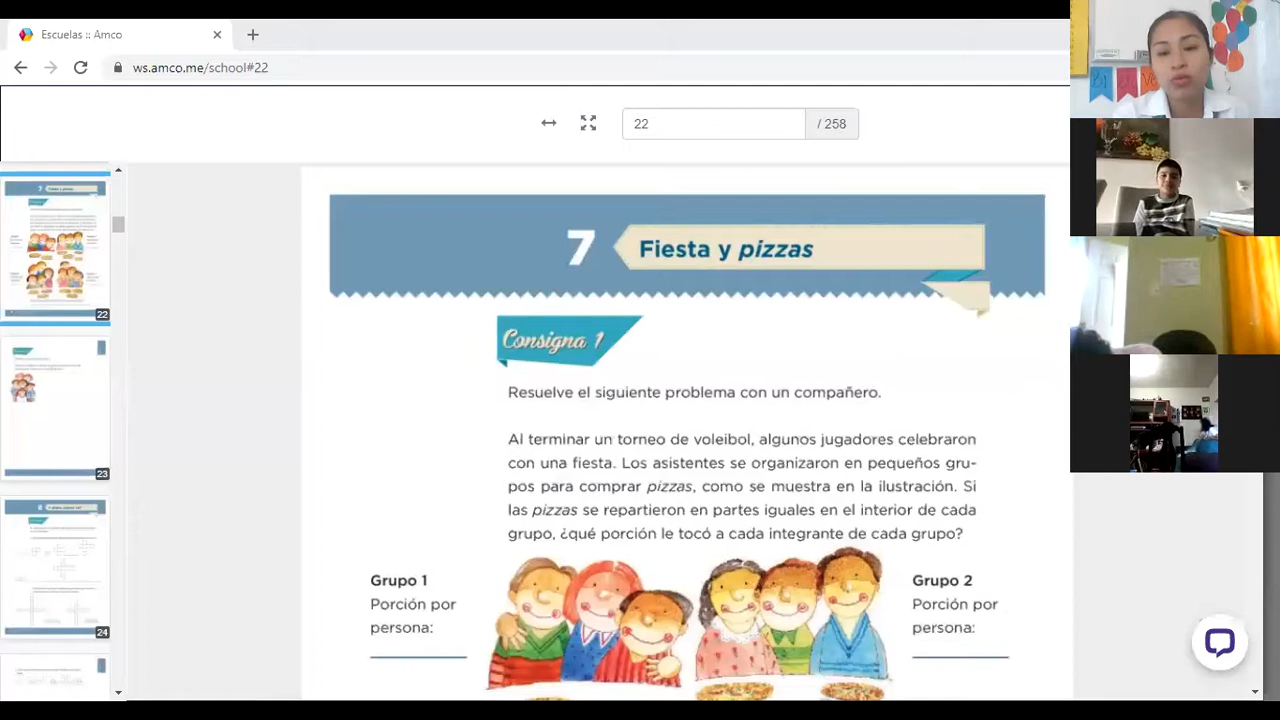 Escuelas :: Amco
ws.amco.me/school#22
22 / 258
7 Fiesta y pizzas
Consigna 1
Resuelve el siguiente problema con un compañero.
Al terminar un torneo de voleibol, algunos jugadores celebraron
con una fiesta. Los asistentes se organizaron en pequeños gru-
pos para comprar pizzas, como se muestra en la ilustración. Si
las pizzas se repartieron en partes iguales en el interior de cada
grupo, ¿qué porción le tocó a cada integrante de cada grupo?
Grupo 1
Porción por
persona:
Grupo 2
Porción por
persona:
22
23
24